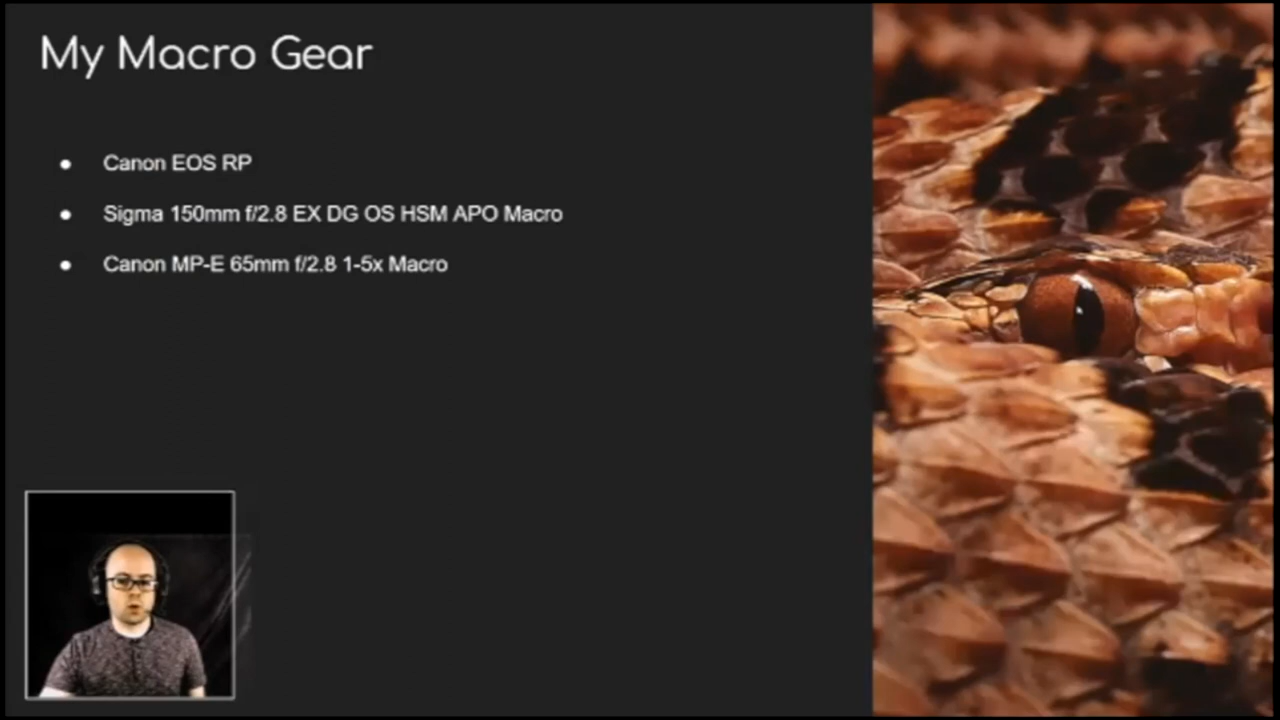 My Macro Gear
Canon EOS RP
Sigma 150mm f/2.8 EX DG OS HSM APO Macro
Canon MP-E 65mm f/2.8 1-5x Macro